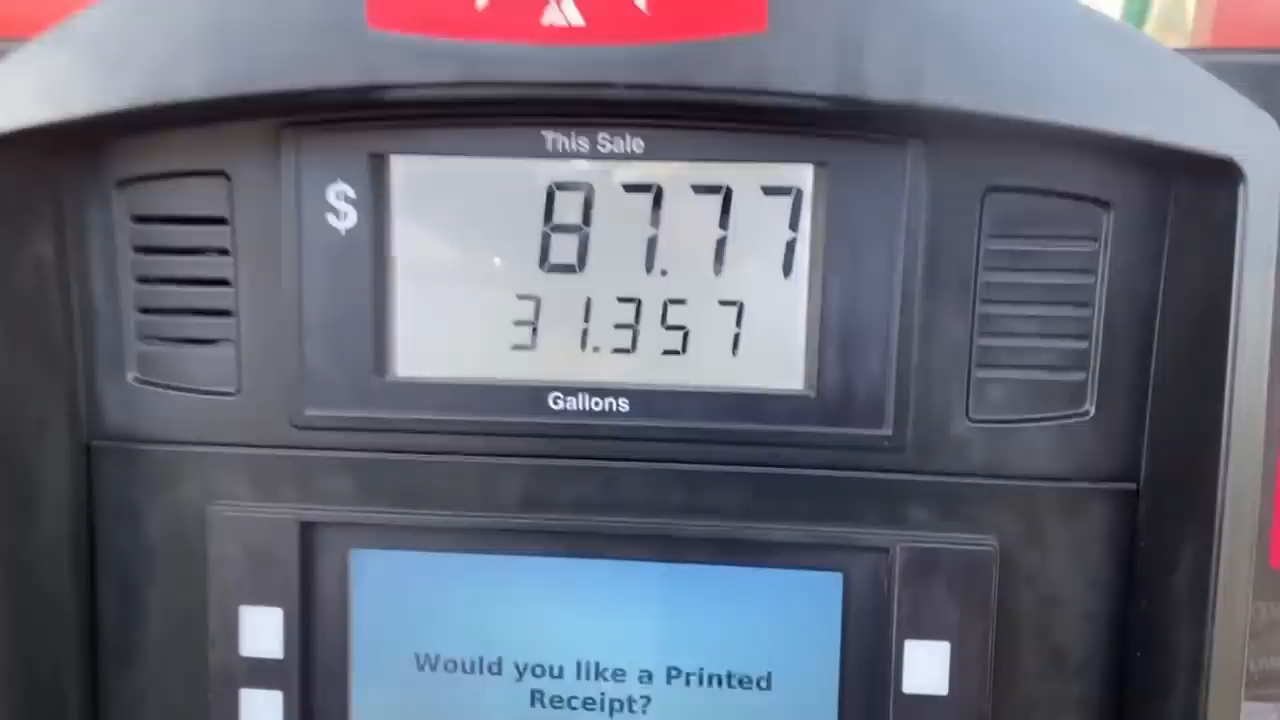 This Sale
$ 87.77
31.357
Gallons
Would you like a Printed
Receipt?